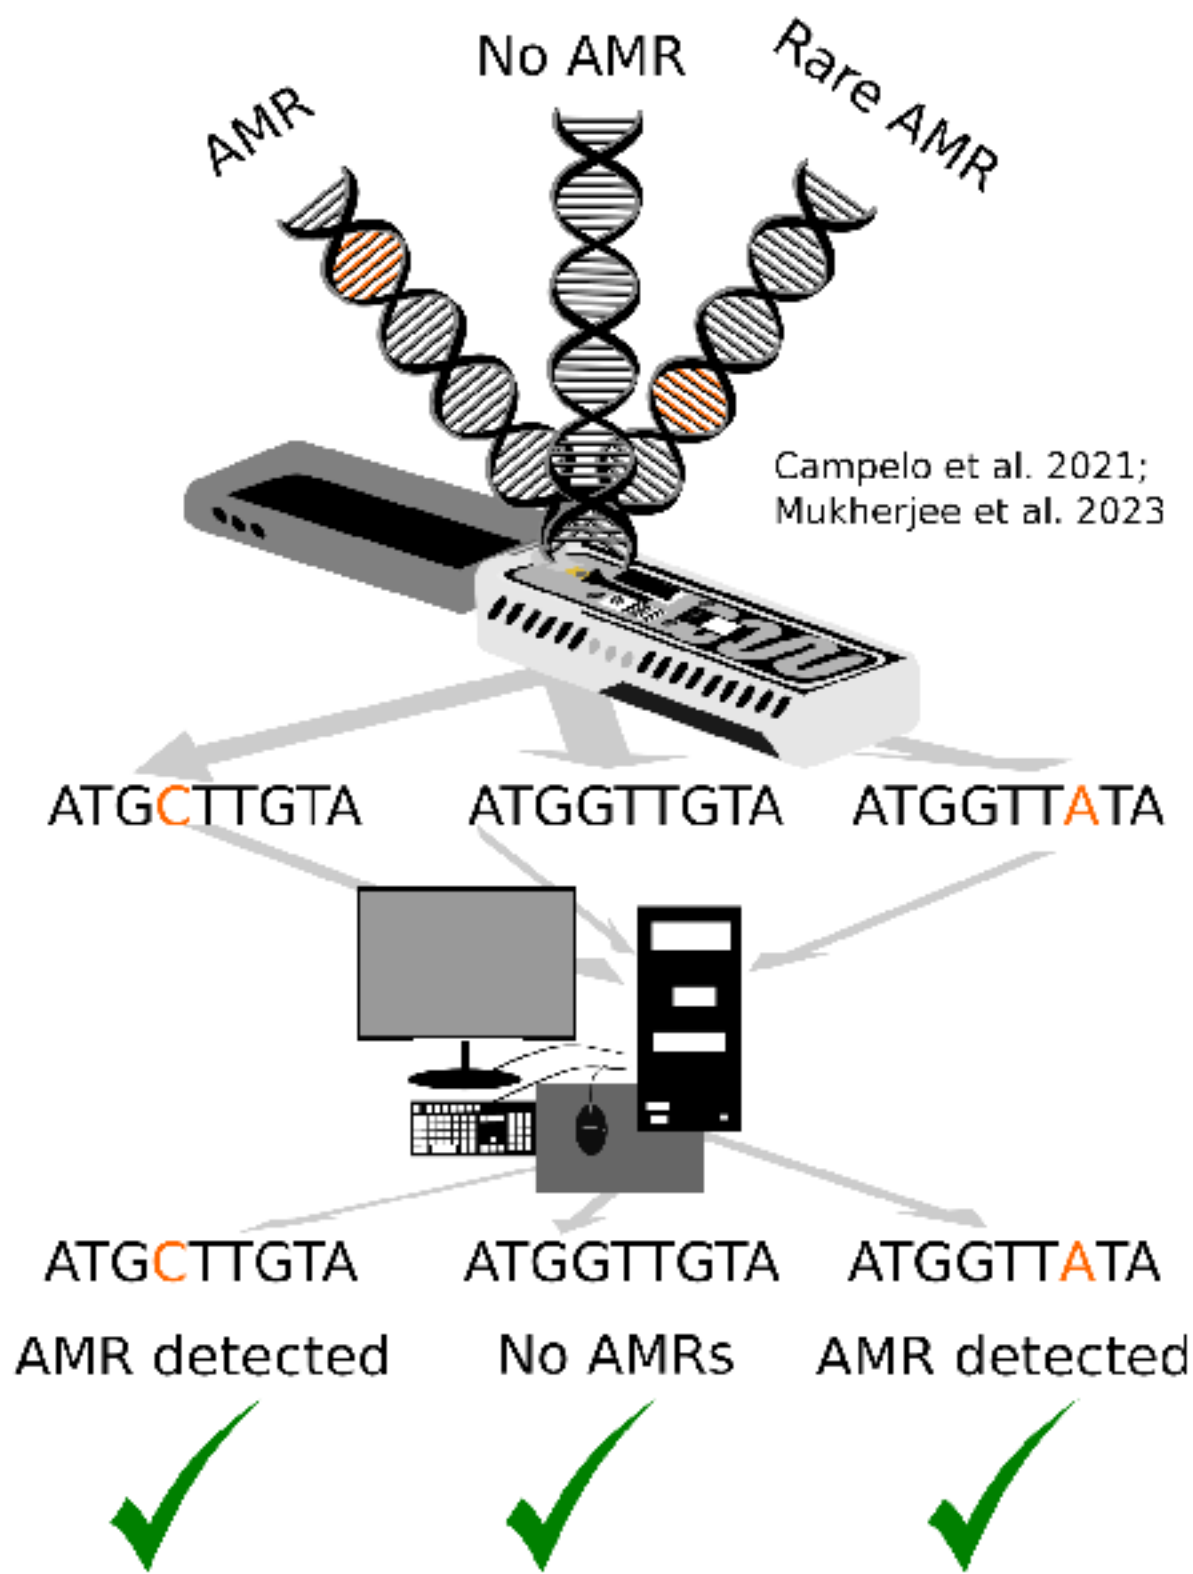 No AMR
AMR
Rare AMR
Campelo et al. 2021;
Mukherjee et al. 2023
ATGCTTGTA
ATGGTTGTA
ATGGTTATA
ATGCTTGTA
ATGGTTGTA
ATGGTTATA
AMR detected
No AMRs
AMR detected